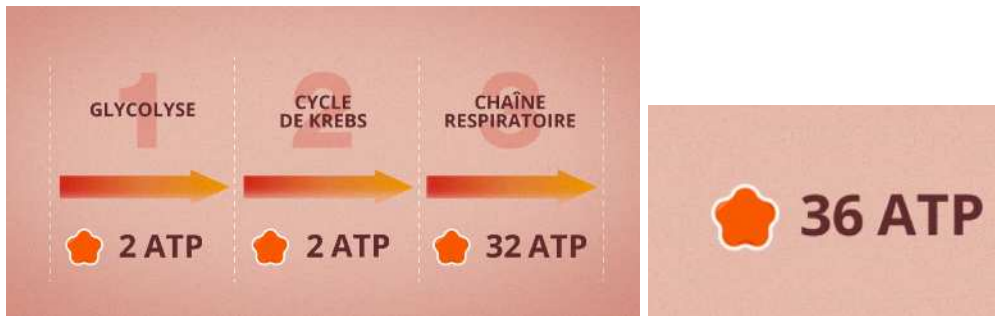 1
2
3
GLYCOLYSE
CYCLE
DE KREBS
CHAÎNE
RESPIRATOIRE
2 ATP
2 ATP
32 ATP
36 ATP